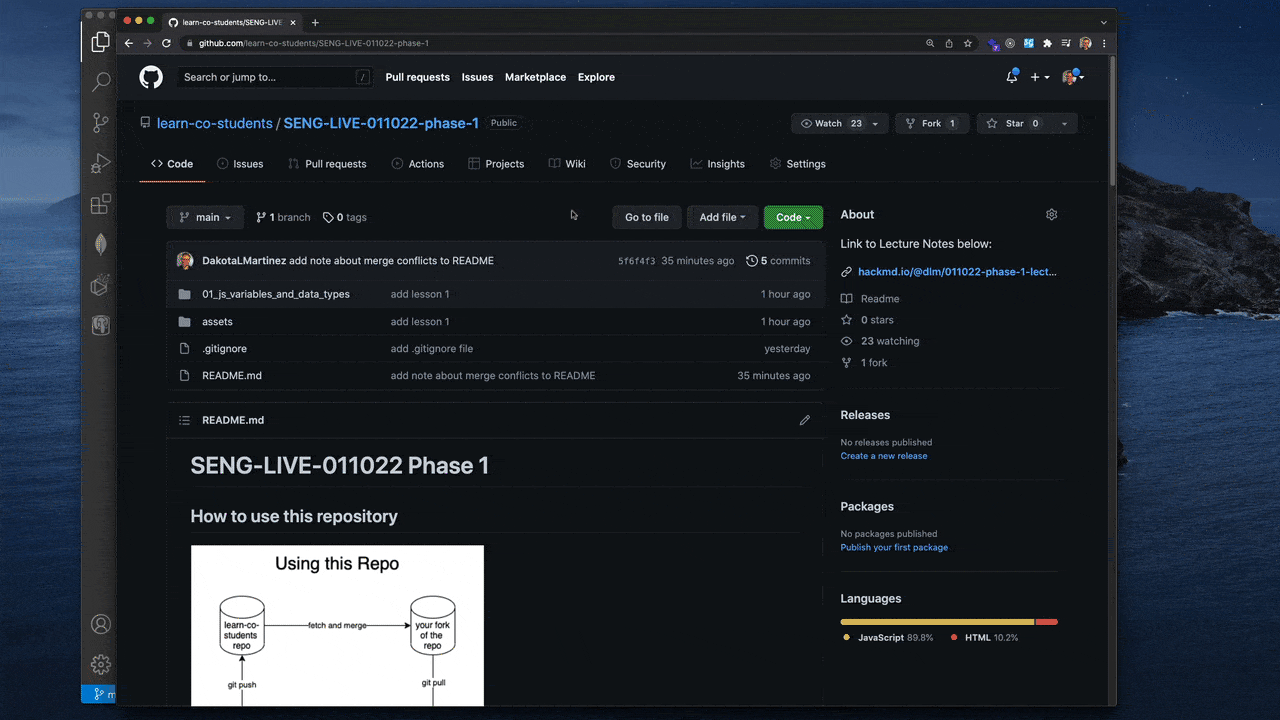 learn-co-students/SENG-LIVE
github.com/learn-co-students/SENG-LIVE-011022-phase-1
Search or jump to... /
Pull requests Issues Marketplace Explore
learn-co-students / SENG-LIVE-011022-phase-1 Public
Watch 23 Fork 1 Star 0
Code Issues Pull requests Actions Projects Wiki Security Insights Settings
main 1 branch 0 tags Go to file Add file Code
DakotaLMartinez add note about merge conflicts to README 5f6f4f3 35 minutes ago 5 commits
01_js_variables_and_data_types add lesson 1 1 hour ago
assets add lesson 1 1 hour ago
.gitignore add .gitignore file yesterday
README.md add note about merge conflicts to README 35 minutes ago
README.md
SENG-LIVE-011022 Phase 1
How to use this repository
Using this Repo
learn-co-
students
repo
fetch and merge
your fork
of the
repo
git push
git pull
About
Link to Lecture Notes below:
hackmd.io/@dlm/011022-phase-1-lect...
Readme
0 stars
23 watching
1 fork
Releases
No releases published
Create a new release
Packages
No packages published
Publish your first package
Languages
JavaScript 89.8% HTML 10.2%